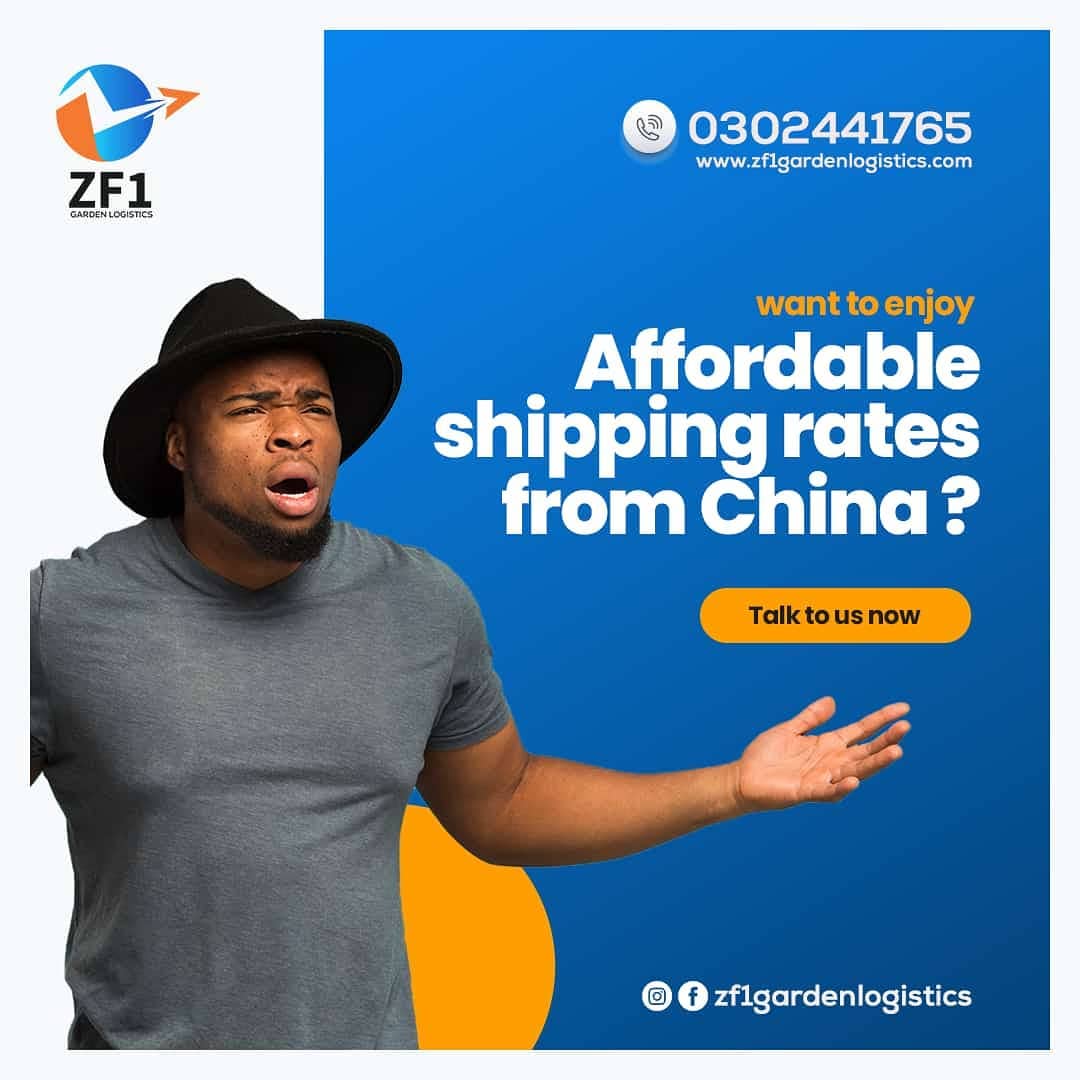 ZF1
GARDEN LOGISTICS
0302441765
www.zf1gardenlogistics.com
want to enjoy
Affordable
shipping rates
from China ?
Talk to us now
zf1gardenlogistics